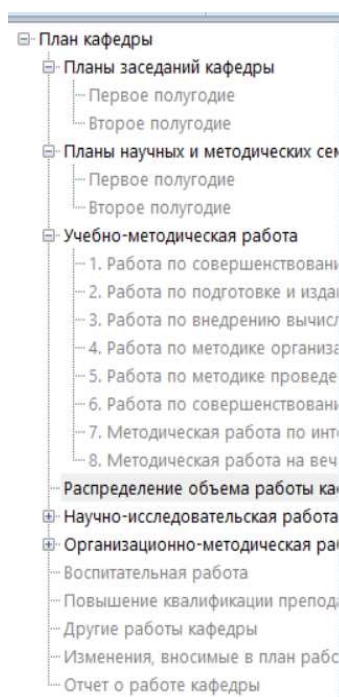 План кафедры
Планы заседаний кафедры
Первое полугодие
Второе полугодие
Планы научных и методических сем
Первое полугодие
Второе полугодие
Учебно-методическая работа
1. Работа по совершенствовани
2. Работа по подготовке и изда
3. Работа по внедрению вычисл
4. Работа по методике организа
5. Работа по методике проведе
6. Работа по совершенствовани
7. Методическая работа по инт
8. Методическая работа на веч
Распределение объема работы ка
Научно-исследовательская работа
Организационно-методическая ра
Воспитательная работа
Повышение квалификации препода
Другие работы кафедры
Изменения, вносимые в план рабо
Отчет о работе кафедры